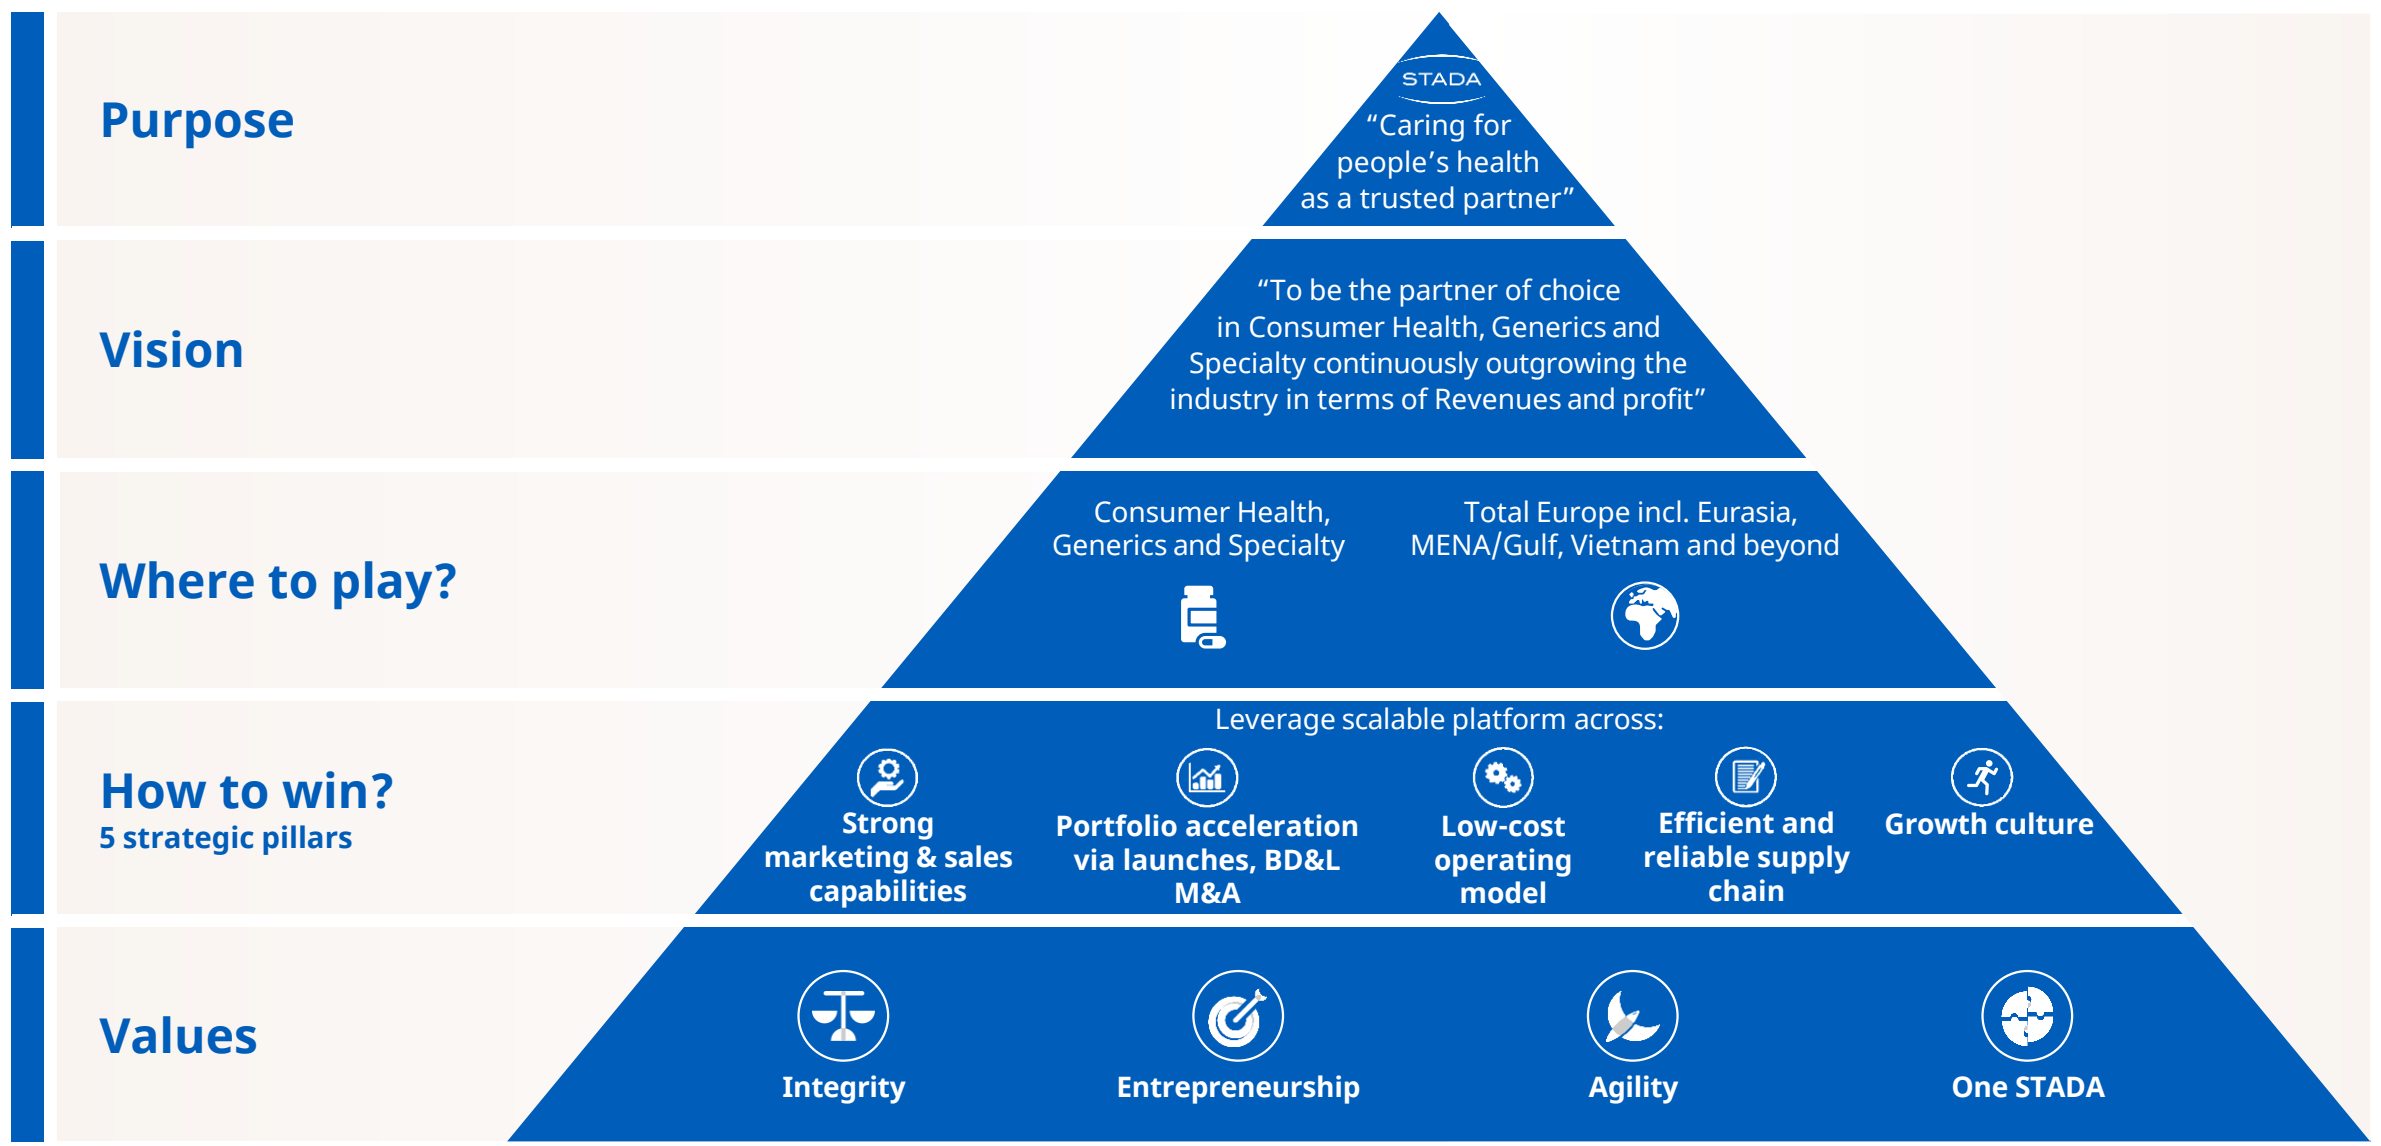 Purpose
STADA
“Caring for
people’s health
as a trusted partner”
Vision
“To be the partner of choice
in Consumer Health, Generics and
Specialty continuously outgrowing the
industry in terms of Revenues and profit”
Where to play?
Consumer Health,
Generics and Specialty
Total Europe incl. Eurasia,
MENA/Gulf, Vietnam and beyond
How to win?
5 strategic pillars
Leverage scalable platform across:
Strong
marketing & sales
capabilities
Portfolio acceleration
via launches, BD&L
M&A
Low-cost
operating
model
Efficient and
reliable supply
chain
Growth culture
Values
Integrity
Entrepreneurship
Agility
One STADA